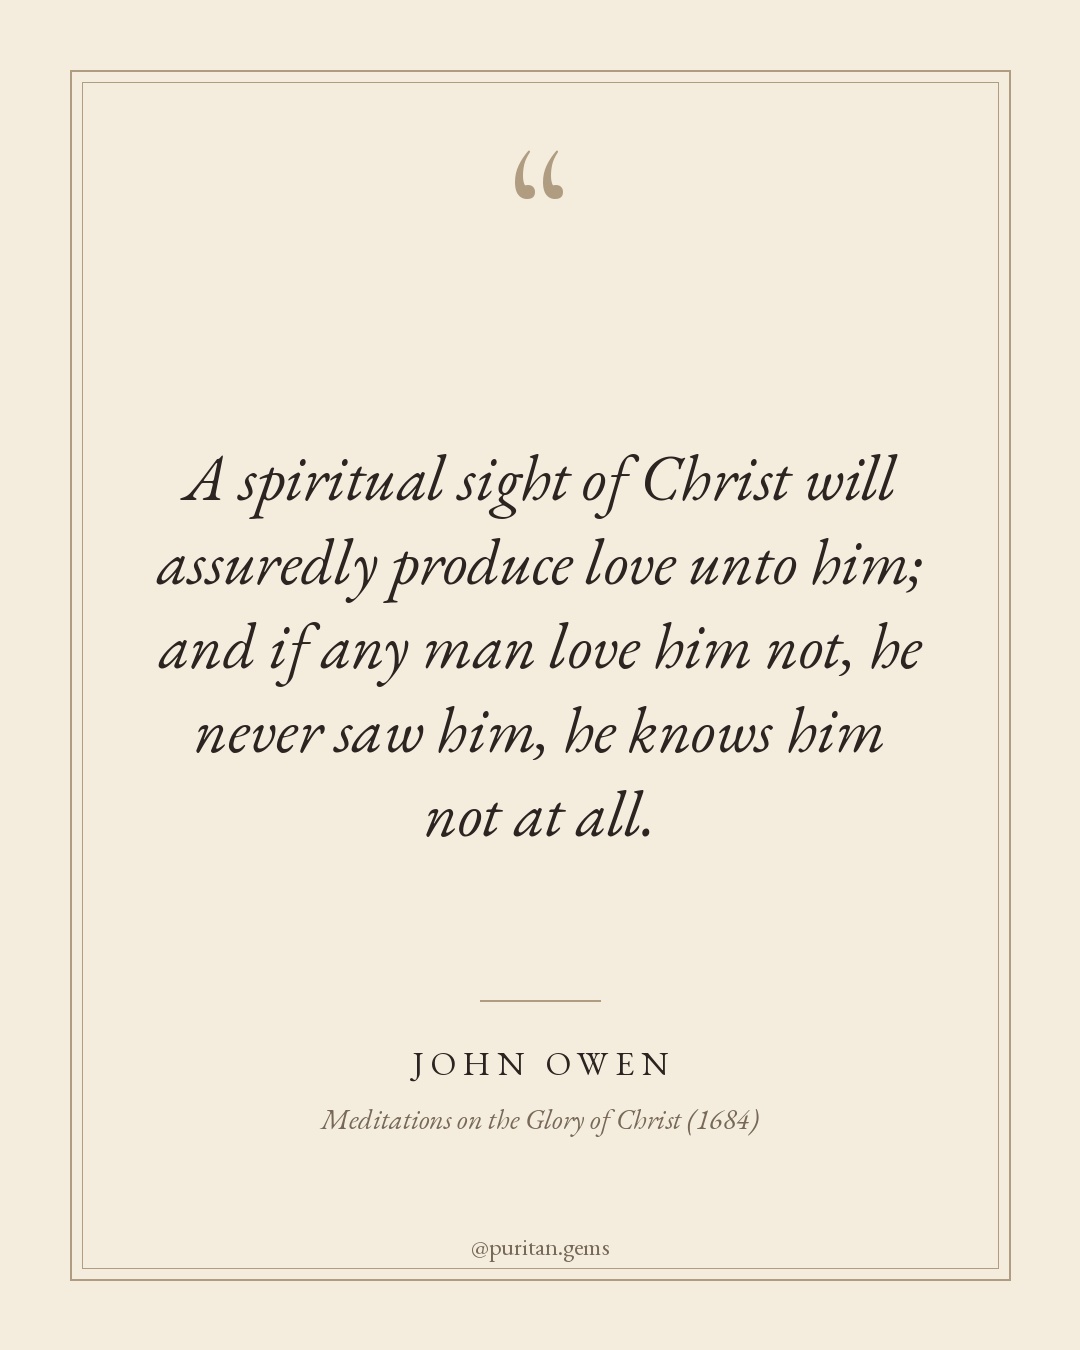 “
A spiritual sight of Christ will
assuredly produce love unto him;
and if any man love him not, he
never saw him, he knows him
not at all.
JOHN OWEN
Meditations on the Glory of Christ (1684)
@puritan.gems